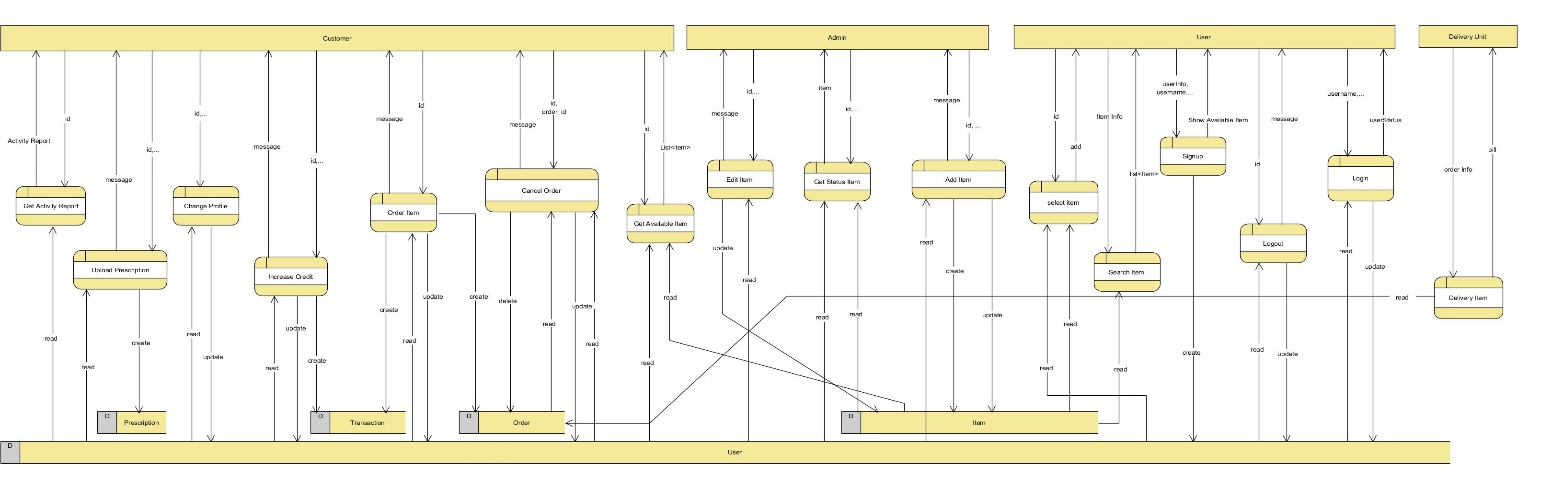 Customer
Admin
User
Delivery Unit
Activity Report
id
message
id,...
id,...
message
id,...
message
id
message
id,
order_id
id
List<Item>
message
id,...
item
id,...
message
id,...
id
add
Item Info
list<Item>
userInfo,
username,...
Show Available Item
id
message
username,...
userStatus
order Info
bill
Get Activity Report
Upload Prescription
Change Profile
Increase Credit
Order Item
Cancel Order
Get Available Item
Edit Item
Get Status Item
Add Item
select item
Search Item
Signup
Logout
Login
Delivery Item
read
read
create
read
update
read
update
create
create
read
update
create
delete
read
update
read
read
read
update
read
read
read
read
create
update
read
read
read
create
read
update
read
update
read
D
Prescription
D
Transaction
D
Order
D
Item
D
User